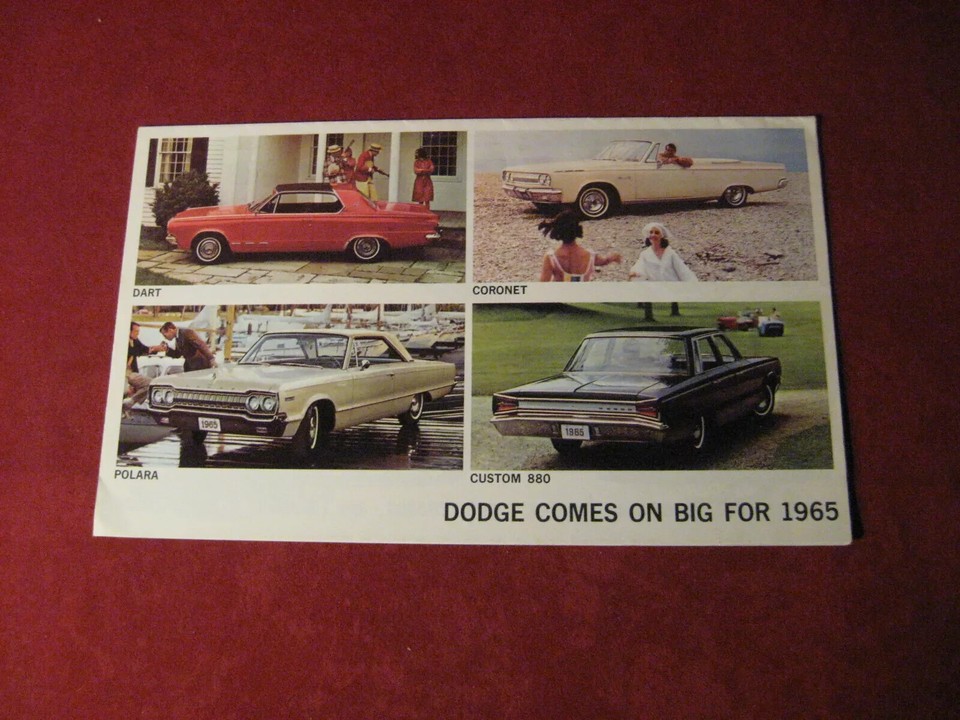 DART
CORONET
1965
POLARA
1965
CUSTOM 880
DODGE COMES ON BIG FOR 1965